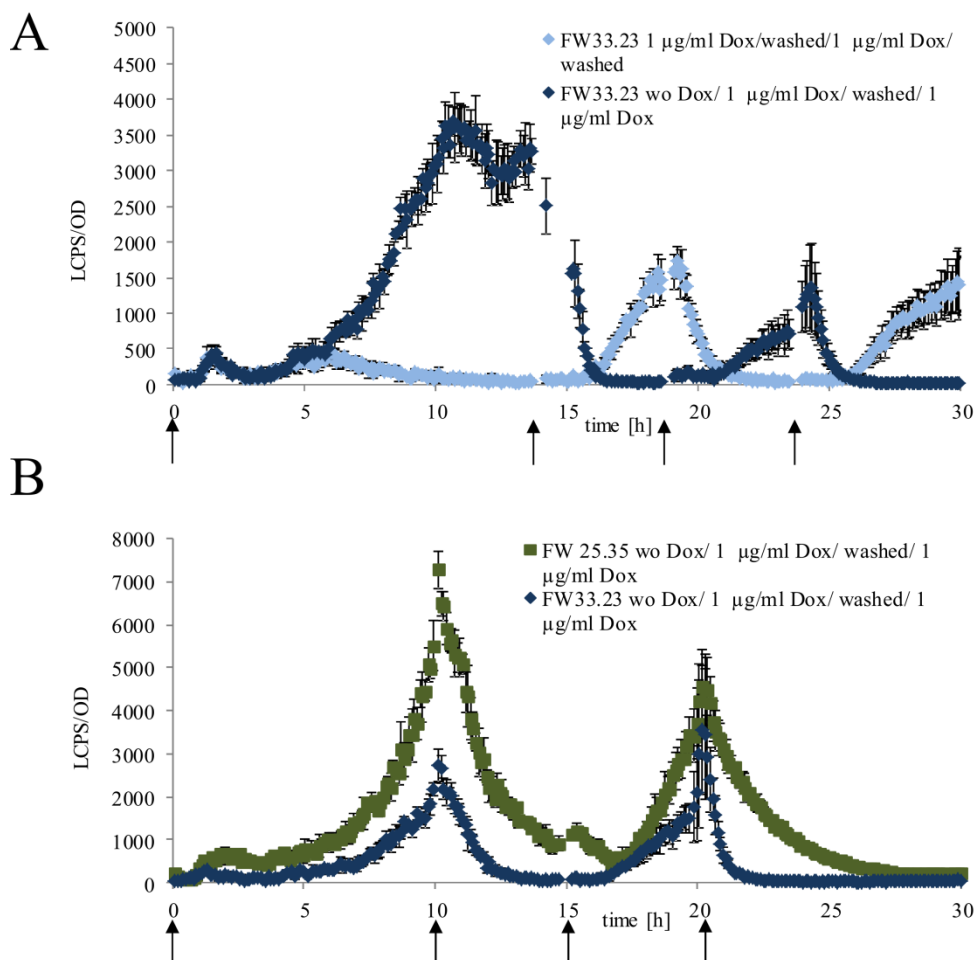 A
5000
4500
4000
3500
3000
2500
2000
1500
1000
500
0
LCPS/OD
FW33.23 1 µg/ml Dox/washed/1 µg/ml Dox/
washed
FW33.23 wo Dox/ 1 µg/ml Dox/ washed/ 1
µg/ml Dox
0 5 10 15 20 25 30
time [h]
B
8000
7000
6000
5000
4000
3000
2000
1000
0
LCPS/OD
FW 25.35 wo Dox/ 1 µg/ml Dox/ washed/ 1
µg/ml Dox
FW33.23 wo Dox/ 1 µg/ml Dox/ washed/ 1
µg/ml Dox
0 5 10 15 20 25 30
time [h]